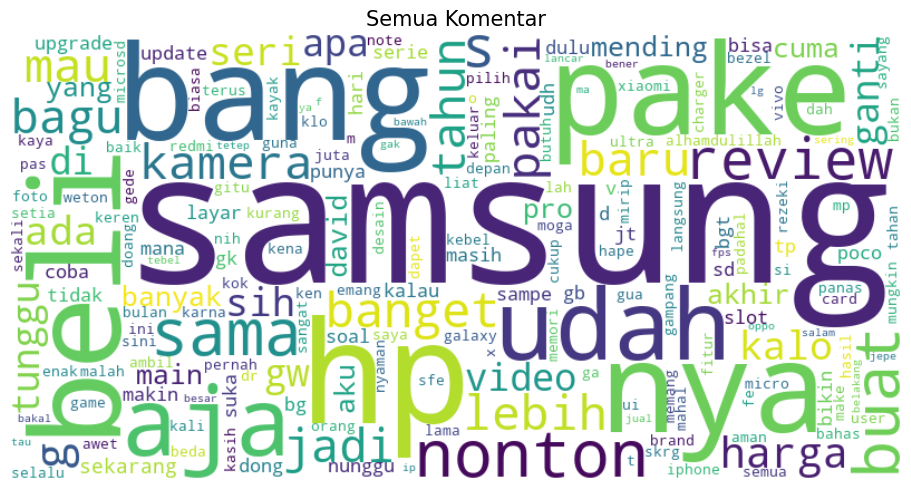 Semua Komentar
upgrade
update
seri
apa
note
serie
s
dulu
mending
bisa
cuma
mau
yang
microsd
biasa
terus
kayak
hari
tahun
pakai
udh
lancar
bener
bezel
ganti
sayang
bang
pake
bagu
klo
ya
f
bawah
m
gak
keluar
o
paling
pilih
butuh
xiaomi
ma
charger
lg
vivo
dah
bukan
kaya
baik
redmi
tetep
guna
ultra
alhamdulillah
sering
pas
di
gede
kamera
juta
punya
liat
depan
baru
review
foto
weton
setia
keren
gitu
lah
v
sekali
ada
beli
doang
layar
kurang
david
desain
pro
d
mirip
langsung
bgt
padahal
rezeki
mp
samsung
nih
moga
jt
fps
tahan
coba
mana
tebel
kena
gk
dapet
kebel
masih
cukup
hape
sd
tp
si
poco
tunggu
tidak
banyak
kok
ken
emang
kalau
sampe
gb
gua
akhir
panas
card
mungkin
bulan
karna
sih
banget
slot
oppo
salam
ini
sini
sama
sangat
soal
saya
galaxy
x
udah
memori
gampang
kalo
hasil
jepe
enak
malah
ambil
pernah
gw
aku
nyaman
hp
video
ui
memang
fitur
main
dr
sfe
ga
nya
mahal
femicro
bikin
make
belakang
game
makin
besar
suka
kasih
bg
orang
lebih
jual
aman
user
buat
bakal
kali
aja
jadi
lama
brand
bahas
tau
g
awet
beda
dong
nunggu
ip
nonton
t
skrg
harga
selalu
sekarang
iphone
semua